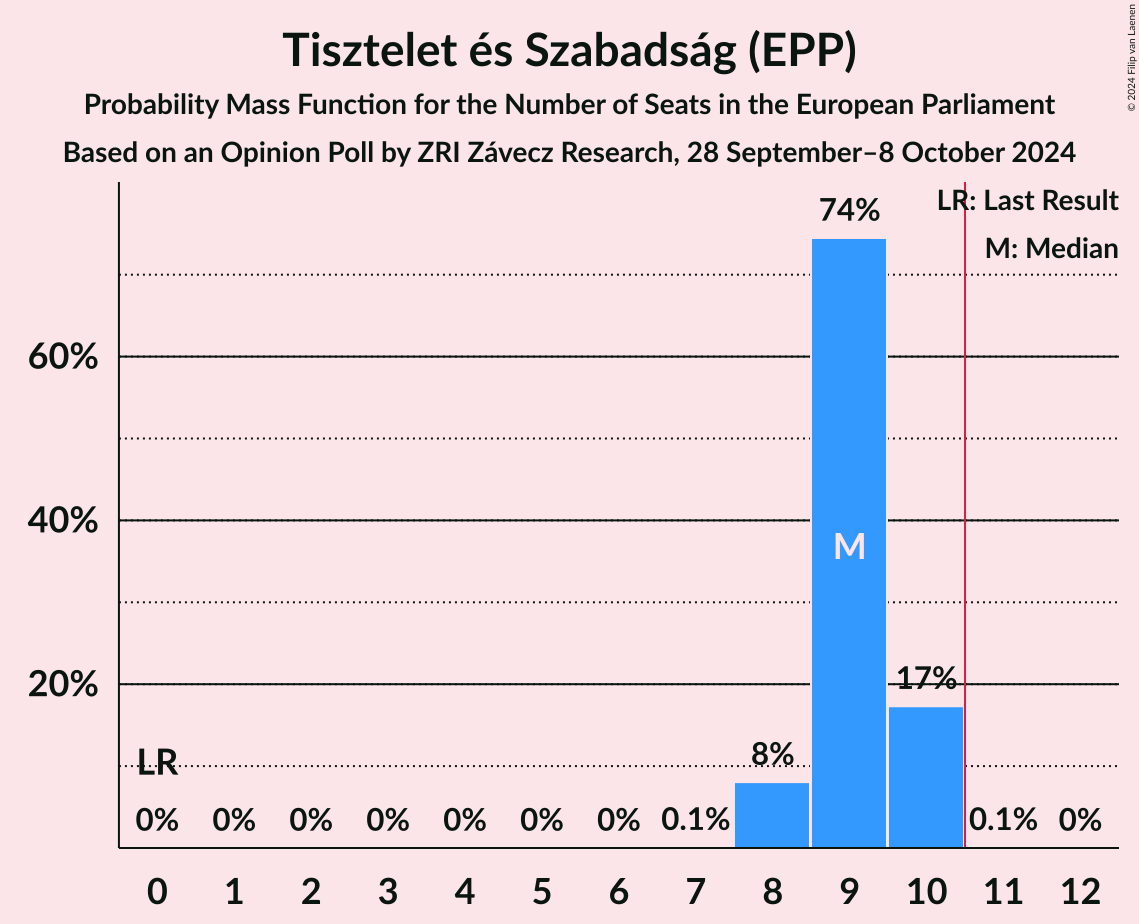 Tisztelet és Szabadság (EPP)
Probability Mass Function for the Number of Seats in the European Parliament
Based on an Opinion Poll by ZRI Závecz Research, 28 September–8 October 2024
© 2024 Filip van Laenen
LR: Last Result
M: Median
74%
60%
40%
M
20%
17%
8%
LR
0% 0% 0% 0% 0% 0% 0% 0.1% 0.1% 0%
0 1 2 3 4 5 6 7 8 9 10 11 12